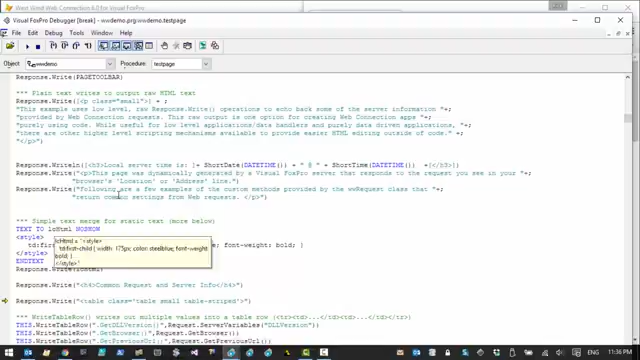 West Wind Web Connection 6.0 for Visual FoxPro
Visual FoxPro Debugger [break] - wwdemo.prg:wwdemo.testpage
File Edit Debug Tools Window Help
Object wwdemo Procedure testpage
Response.Write(PAGETOOLBAR)
*** Plain text writes to output raw HTML text
Response.Write([<p class="small">] + ;
"This example uses low level, raw Response.Write() operations to echo back some of the server information "+;
"provided by Web Connection requests. This raw output is one option for creating Web Connection apps "+;
"purely using code. While useful for low level applications and purely data driven applications, "+;
"there are other higher level scripting mechanisms available to provide easier HTML editing outside of code." +;
"</p>")
Response.Writeln([<h3>Local server time is: ]+ ShortDate(DATETIME()) + " @ " + ShortTime(DATETIME()) +[</h3>])
Response.Write("<p>This page was dynamically generated by a Visual FoxPro server that responds to the request you see in the "+;
"browser's 'Location' or 'Address' line.")
Response.Write("Following are a few examples of the custom methods provided by the wwRequest class that "+;
"return common settings from Web requests. </p>")
*** Simple text merge for static text (more below)
TEXT TO lcHtml NOSHOW
<style>
td:firs
e; font-weight: bold; }
</style>
ENDTEXT
lcHtml = '<style>
td:first-child { width: 175px; color: steelblue; font-weight:
bold; }
</style>'
Response.Write(lcHtml)
Response.Write("<h4>Common Request and Server Info</h4>")
Response.Write("<table class='table small table-striped'>")
*** WriteTableRow() writes out multiple values into a table row (<tr><td>...</td><td>...</td></tr>)
THIS.WriteTableRow(".GetDLLVersion()",Request.ServerVariables("DLLVersion"))
THIS.WriteTableRow(".GetBrowser()",Request.GetBrowser())
THIS.WriteTableRow(".GetPreviousUrl()",Request.GetPreviousUrl())
ENG 11:36 PM